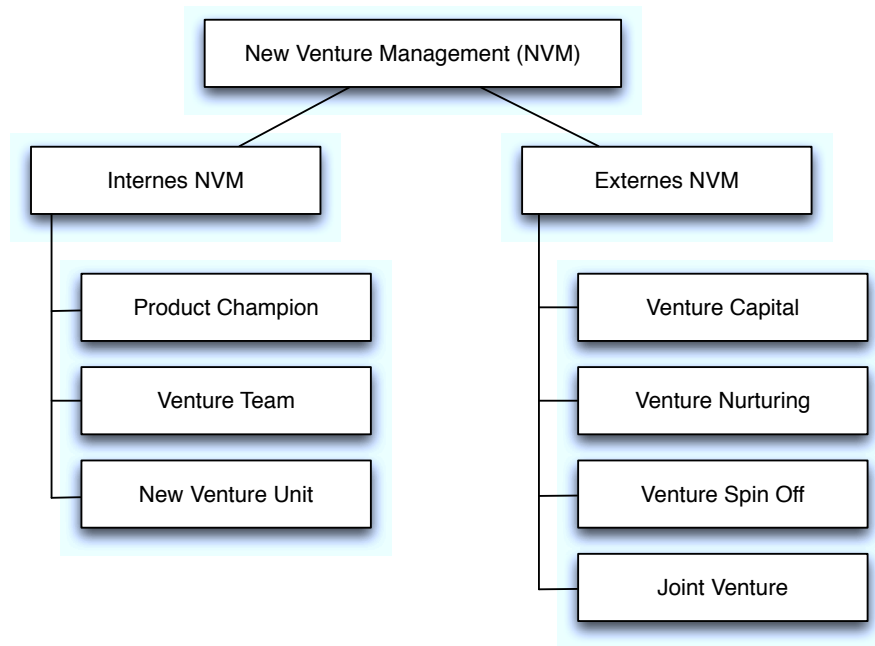 New Venture Management (NVM)
Internes NVM
Externes NVM
Product Champion
Venture Capital
Venture Team
Venture Nurturing
New Venture Unit
Venture Spin Off
Joint Venture